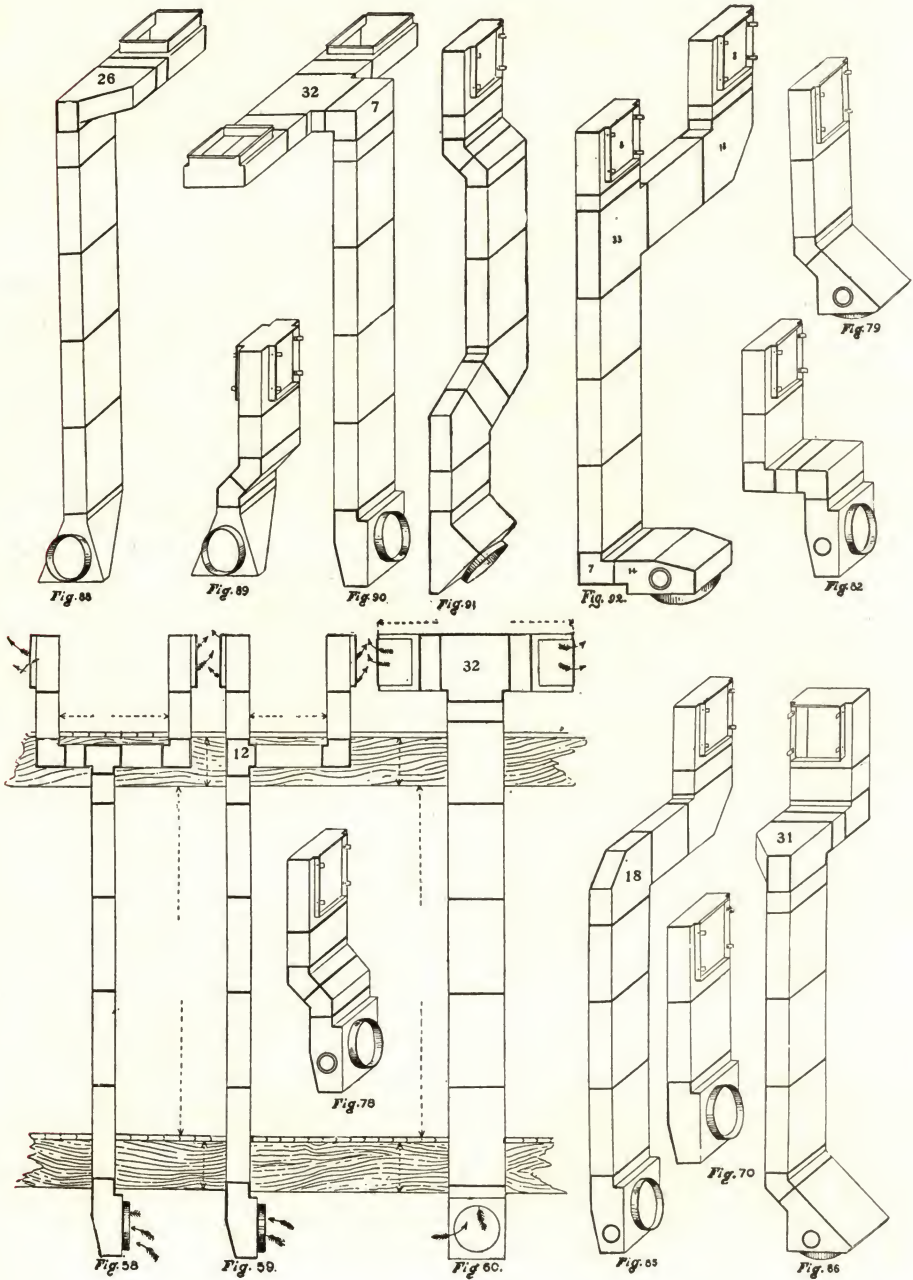 26
32
7
8
8
18
33
Fig. 79
Fig. 88
Fig. 89
Fig. 90.
Fig. 91
7
14
Fig. 92.
Fig. 82
32
12
18
31
Fig. 78
Fig. 70
Fig. 58
Fig. 59.
Fig. 60.
Fig. 85
Fig. 86